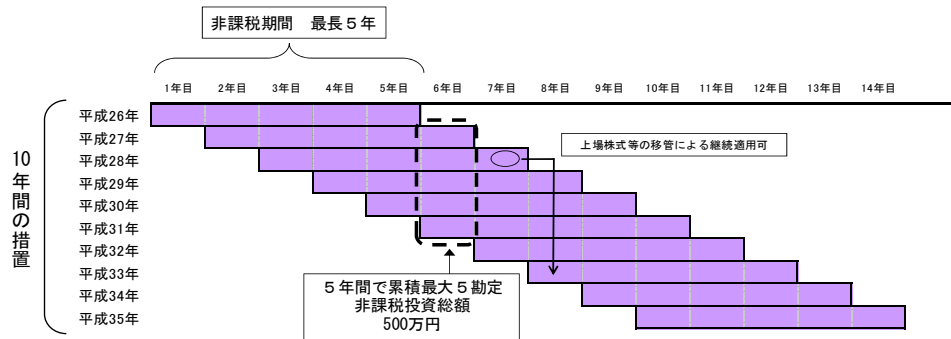 非課税期間　最長５年
1年目 2年目 3年目 4年目 5年目 6年目 7年目 8年目 9年目 10年目 11年目 12年目 13年目 14年目
10年間の措置
平成26年
平成27年
平成28年
平成29年
平成30年
平成31年
平成32年
平成33年
平成34年
平成35年
上場株式等の移管による継続適用可
５年間で累積最大５勘定
非課税投資総額
500万円